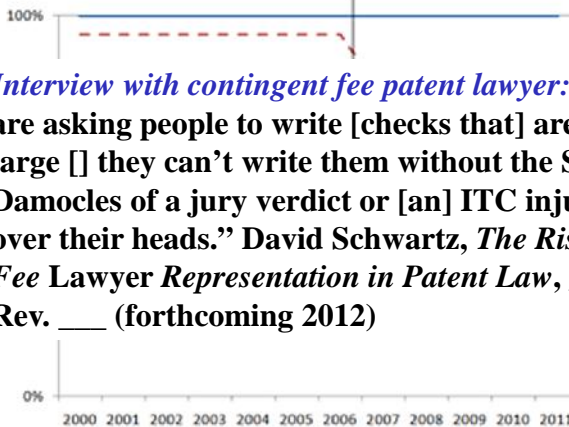 100%
Interview with contingent fee patent lawyer:
are asking people to write [checks that] are
large [] they can’t write them without the S
Damocles of a jury verdict or [an] ITC inju
over their heads.” David Schwartz, The Ris
Fee Lawyer Representation in Patent Law,
Rev. ___ (forthcoming 2012)
0%
2000 2001 2002 2003 2004 2005 2006 2007 2008 2009 2010 2011